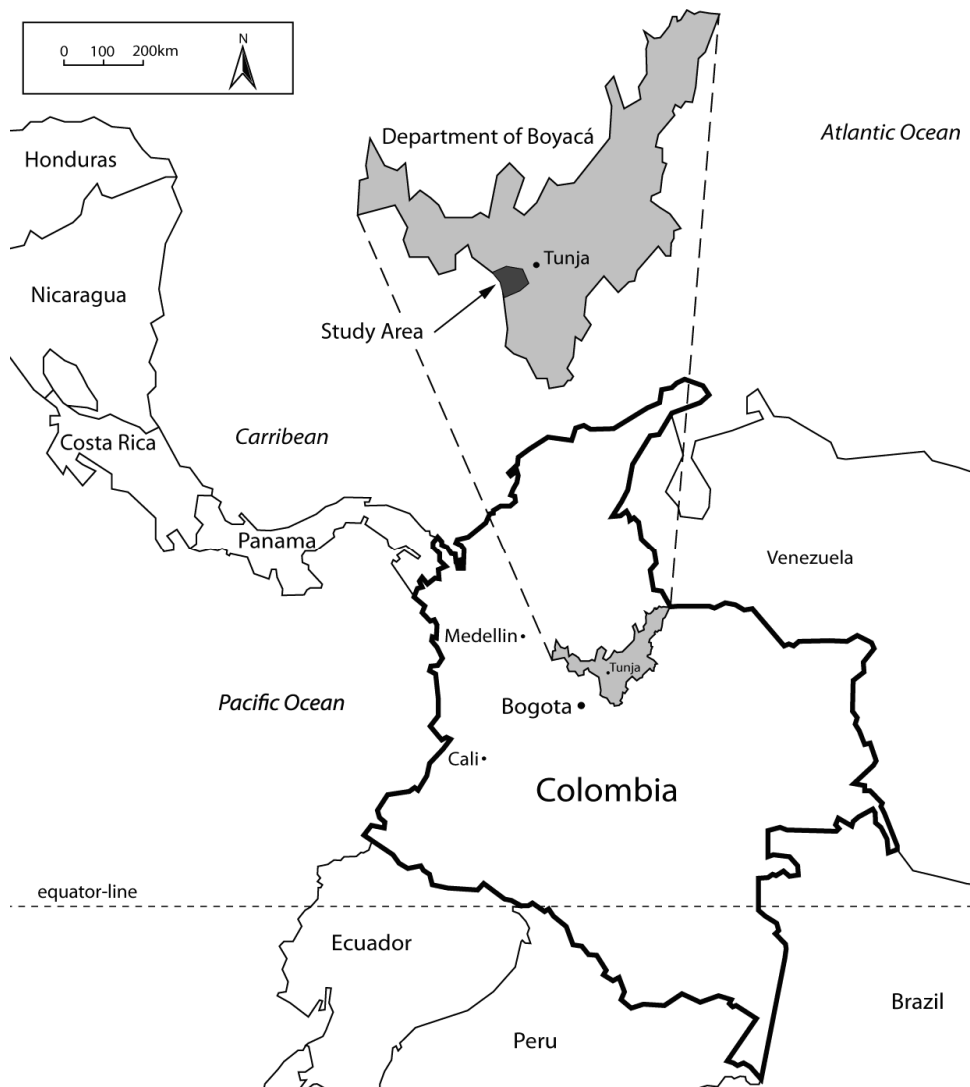 0 100 200km
N
Department of Boyacá
Atlantic Ocean
Honduras
Tunja
Nicaragua
Study Area
Carribean
Costa Rica
Panama
Venezuela
Medellin
Tunja
Pacific Ocean
Bogota
Cali
Colombia
equator-line
Ecuador
Brazil
Peru